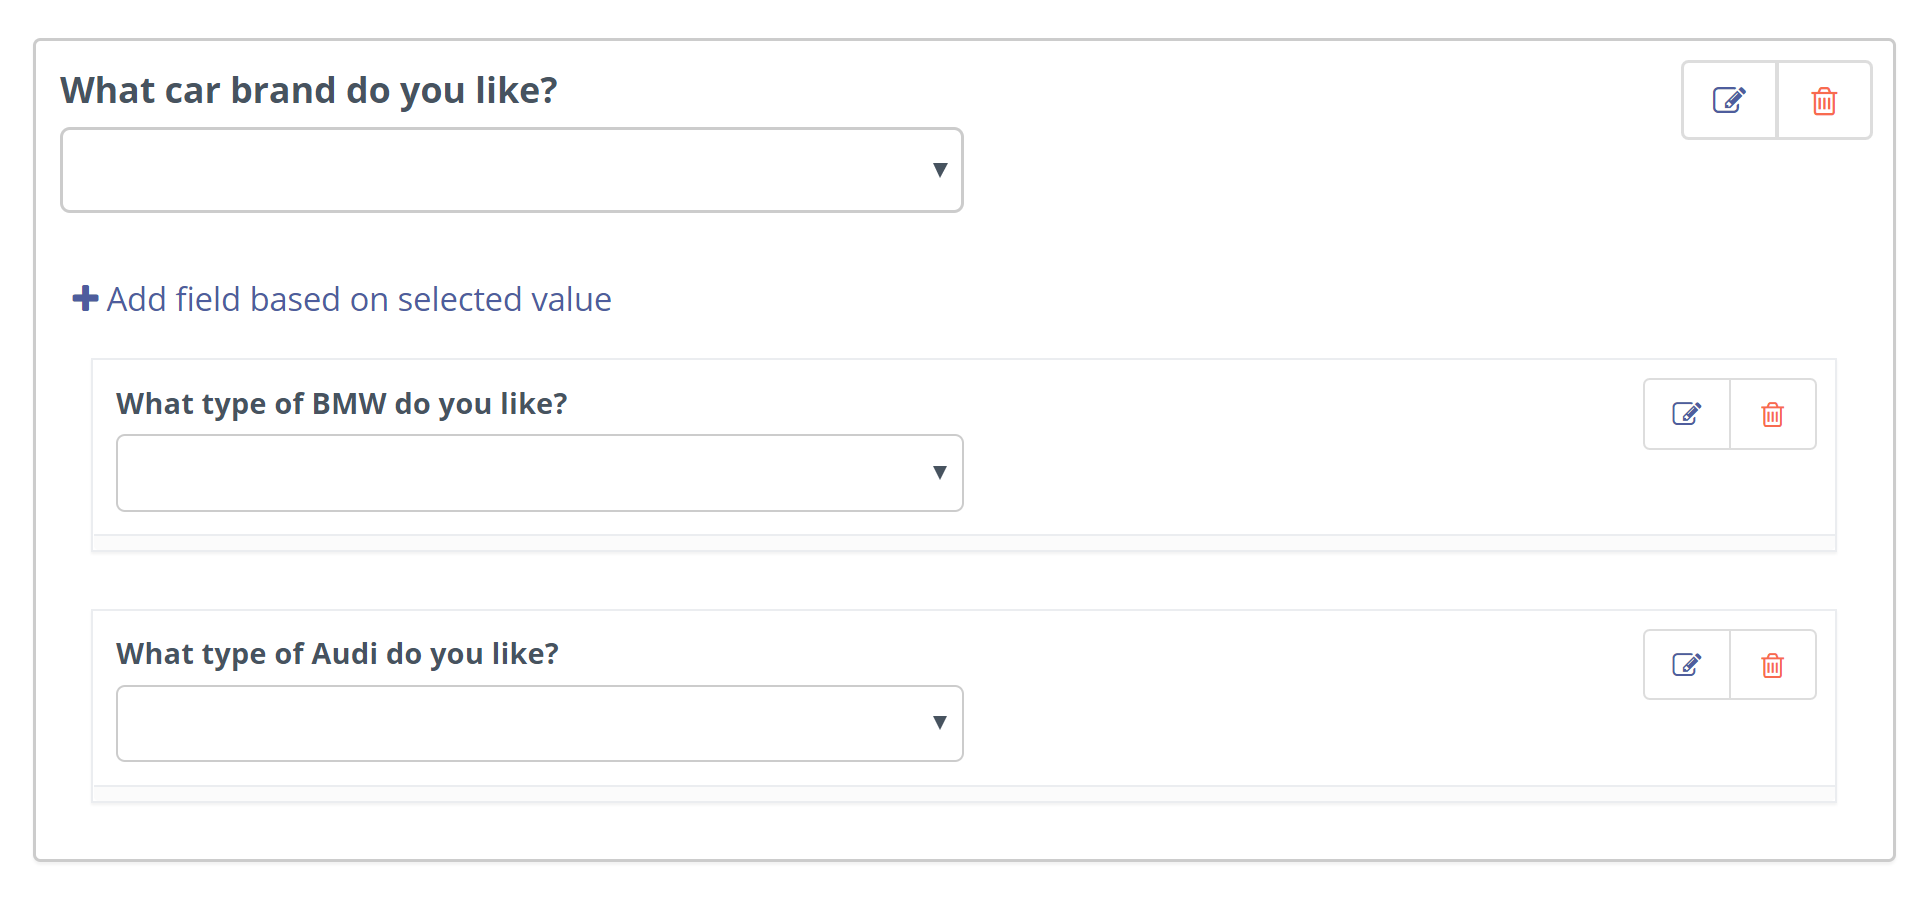 What car brand do you like?
Add field based on selected value
What type of BMW do you like?
What type of Audi do you like?